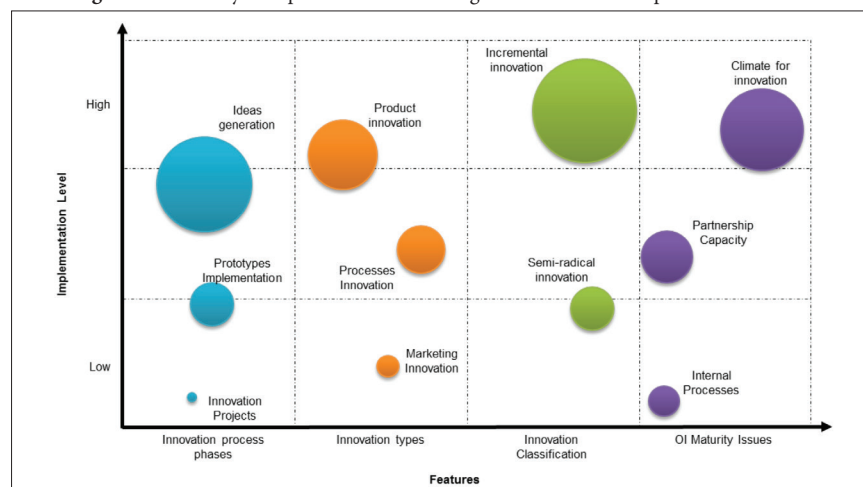 Incremental
innovation
Climate for
innovation
High
Ideas
generation
Product
innovation
Implementation Level
Partnership
Capacity
Prototypes
Implementation
Processes
Innovation
Semi-radical
innovation
Low
Marketing
Innovation
Internal
Processes
Innovation
Projects
Innovation process
phases
Innovation types
Innovation
Classification
OI Maturity Issues
Features